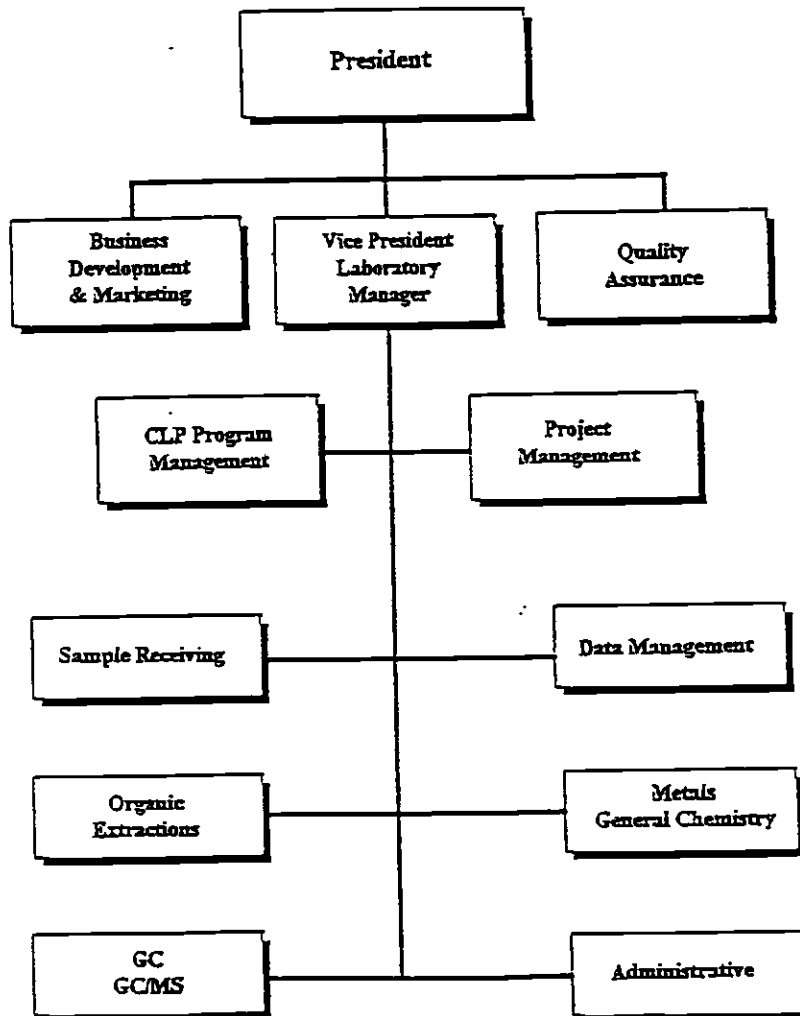 President
Business
Development
& Marketing
Vice President
Laboratory
Manager
Quality
Assurance
CLP Program
Management
Project
Management
Sample Receiving
Data Management
Organic
Extractions
Metals
General Chemistry
GC
GC/MS
Administrative